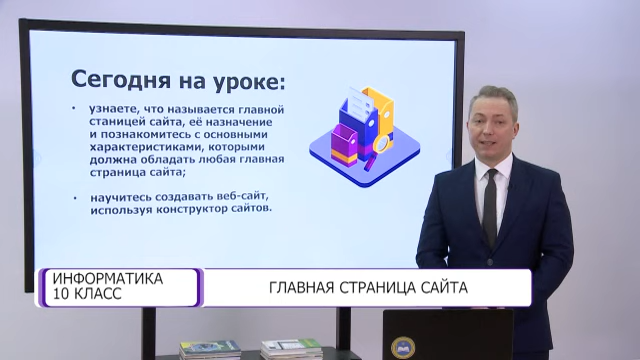 Сегодня на уроке:
• узнаете, что называется главной
станицей сайта, её назначение
и познакомитесь с основными
характеристиками, которыми
должна обладать любая главная
страница сайта;
• научитесь создавать веб-сайт,
используя конструктор сайтов.
ИНФОРМАТИКА
10 КЛАСС
ГЛАВНАЯ СТРАНИЦА САЙТА